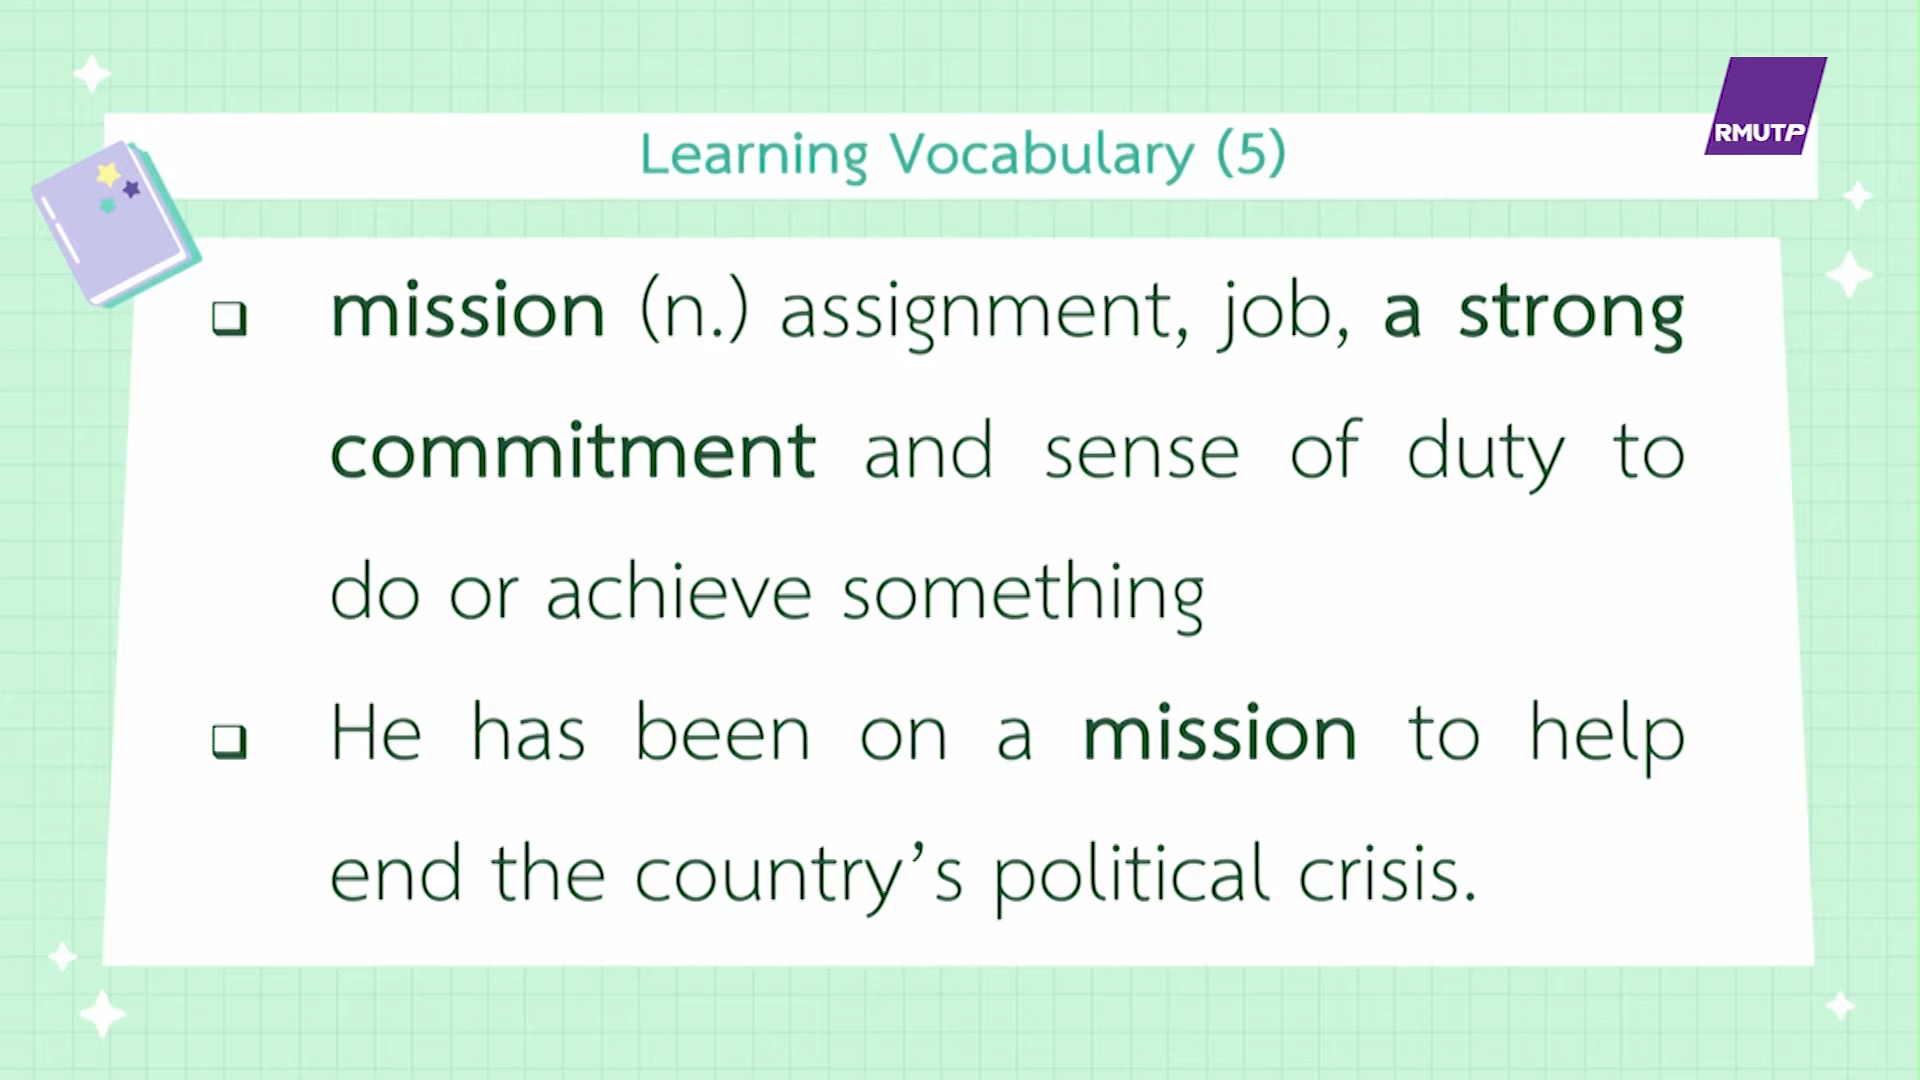 RMUTP
Learning Vocabulary (5)
❑ mission (n.) assignment, job, a strong
commitment and sense of duty to
do or achieve something
❑ He has been on a mission to help
end the country’s political crisis.